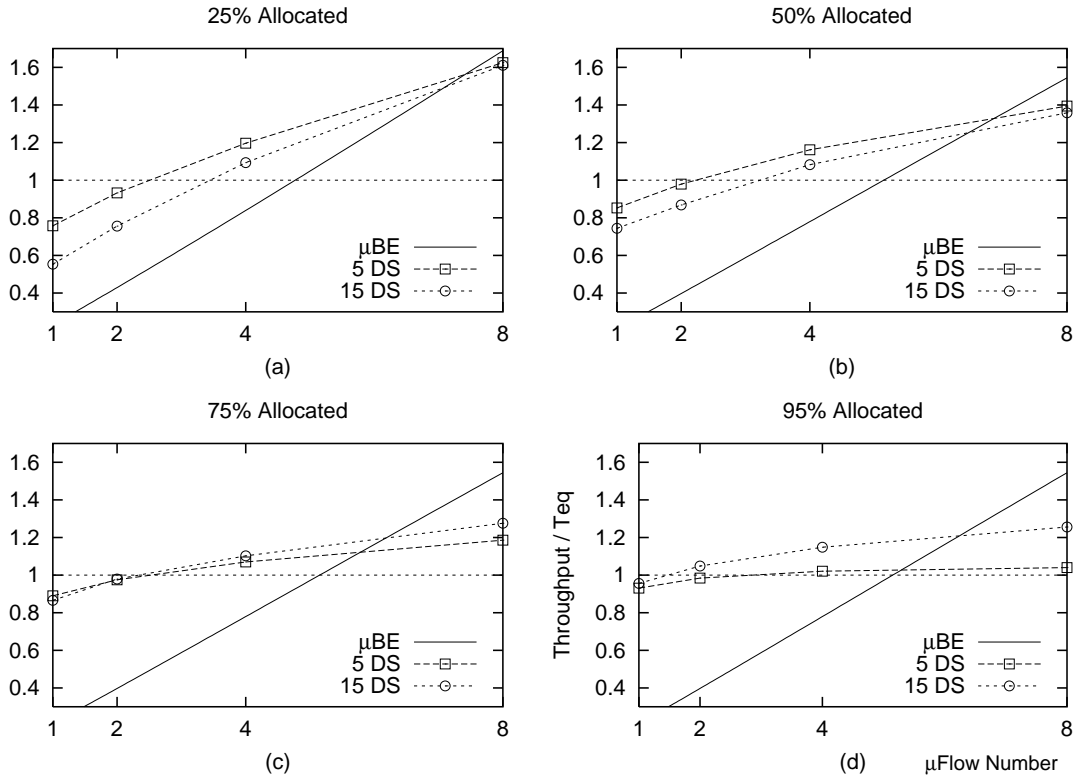 25% Allocated
1.6
1.4
1.2
1
0.8
0.6
0.4
μBE
5 DS
15 DS
1 2 4 8
(a)
50% Allocated
1.6
1.4
1.2
1
0.8
0.6
0.4
μBE
5 DS
15 DS
1 2 4 8
(b)
75% Allocated
1.6
1.4
1.2
1
0.8
0.6
0.4
μBE
5 DS
15 DS
1 2 4 8
(c)
95% Allocated
Throughput / Teq
1.6
1.4
1.2
1
0.8
0.6
0.4
μBE
5 DS
15 DS
1 2 4 8
(d) μFlow Number